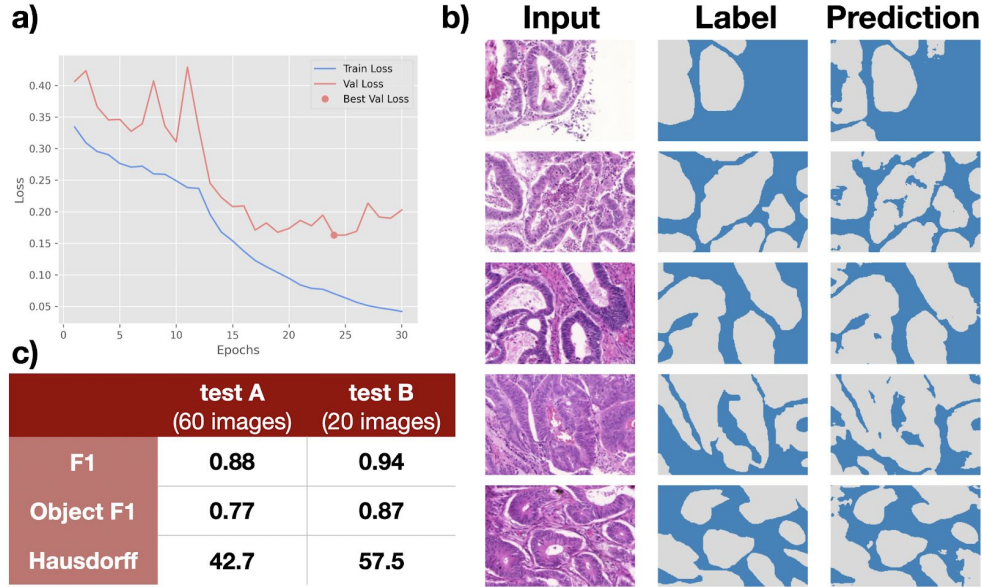 a)
0.40
0.35
0.30
0.25
0.20
0.15
0.10
0.05
Loss
0 5 10 15 20 25 30
Epochs
Train Loss
Val Loss
Best Val Loss
b) Input Label Prediction
c)
test A test B
(60 images) (20 images)
F1 0.88 0.94
Object F1 0.77 0.87
Hausdorff 42.7 57.5